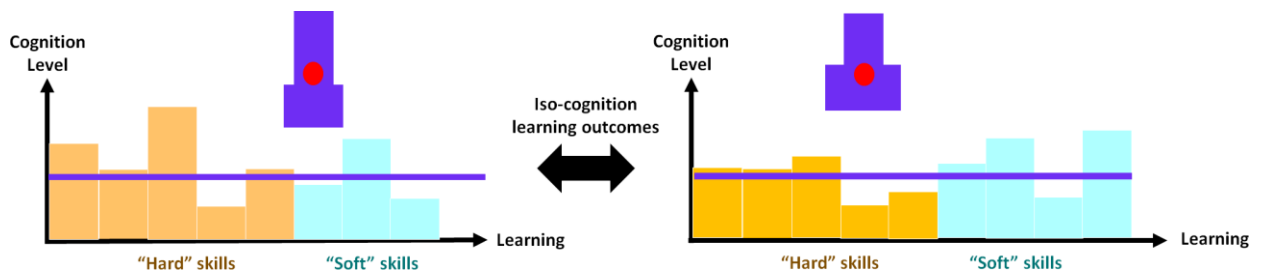 Cognition
Level
"Hard" skills
"Soft" skills
Learning
Iso-cognition
learning outcomes
Cognition
Level
"Hard" skills
"Soft" skills
Learning